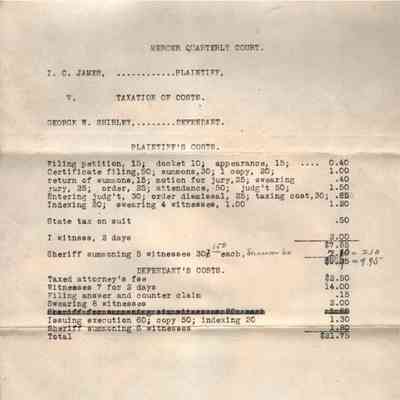 MERCER QUARTERLY COURT.
I. C. JAMES, ............PLAINTIFF,
V. TAXATION OF COSTS.
GEORGE W. SHIRLEY,........DEFENDANT.
PLAINTIFF'S COSTS.
Filing petition, 15; docket 10; appearance, 15; .... 0.40
Certificate filing,50; summons,30; 1 copy, 20; 1.00
return of summons,15; notion for jury,25; swearing .40
jury, 25; order, 25; attendance, 50; judg't 50; 1.50
Entering judg't, 30; order dismissal, 25; taxing cost,30; .85
Indexing 20; swearing 4 witnesses, 1.00 1.20
State tax on suit .50
I witness, 2 days 2.00
Sheriff summoning 5 witnesses 30¢ each,
DEFENDANT'S COSTS.
Taxed attorney's fee $2.50
Witnesses 7 for 2 days 14.00
Filing answer and counter claim .15
Swearing 8 witnesses 2.00
Issuing execution 60; copy 50; indexing 20 1.30
Sheriff summoning 6 witnesses 1.80
Total $21.75